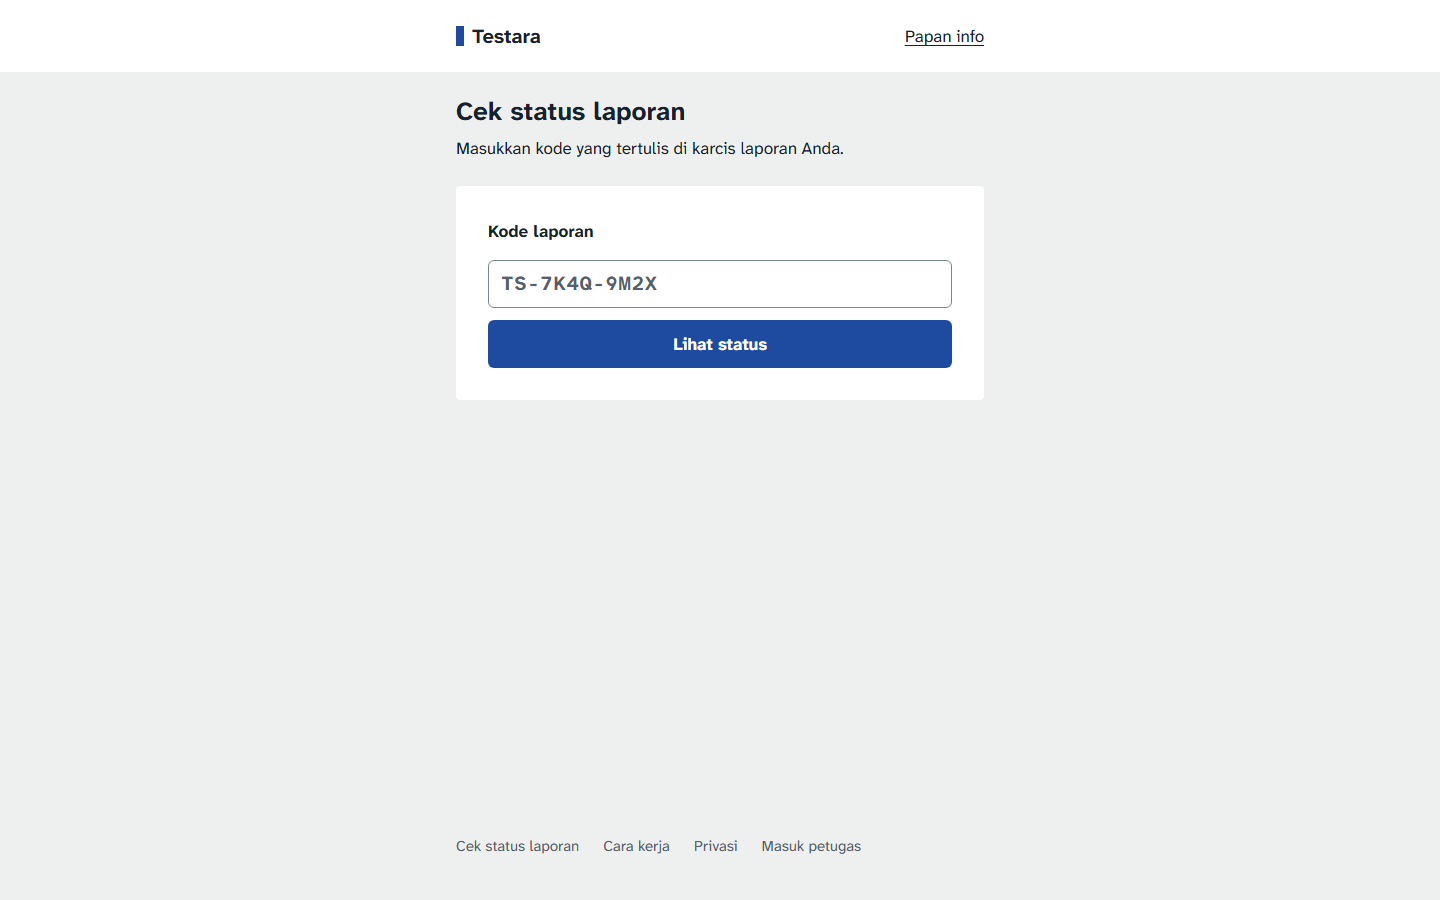 Testara
Papan info
Cek status laporan
Masukkan kode yang tertulis di karcis laporan Anda.
Kode laporan
TS-7K4Q-9M2X
Lihat status
Cek status laporan
Cara kerja
Privasi
Masuk petugas